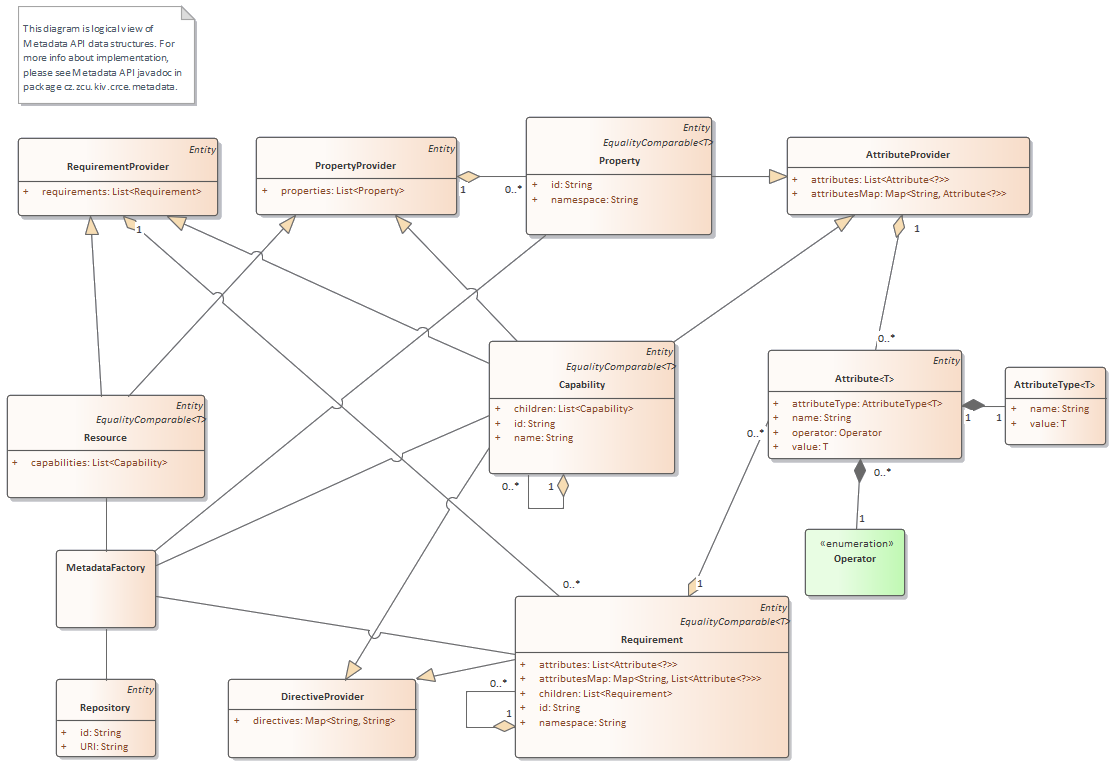 This diagram is logical view of
Metadata API data structures. For
more info about implementation,
please see Metadata API javadoc in
package cz.zcu.kiv.crce.metadata.
Entity
RequirementProvider
+ requirements: List<Requirement>
Entity
PropertyProvider
+ properties: List<Property>
1
0..*
Entity
EqualityComparable<T>
Property
+ id: String
+ namespace: String
AttributeProvider
+ attributes: List<Attribute<?>>
+ attributesMap: Map<String, Attribute<?>>
1
1
0..*
Entity
EqualityComparable<T>
Capability
+ children: List<Capability>
+ id: String
+ name: String
0..*
1
Entity
Attribute<T>
+ attributeType: AttributeType<T>
+ name: String
+ operator: Operator
+ value: T
1
1
AttributeType<T>
+ name: String
+ value: T
0..*
0..*
1
«enumeration»
Operator
Entity
EqualityComparable<T>
Resource
+ capabilities: List<Capability>
MetadataFactory
Entity
Repository
+ id: String
+ URI: String
DirectiveProvider
+ directives: Map<String, String>
0..*
1
Entity
EqualityComparable<T>
Requirement
+ attributes: List<Attribute<?>>
+ attributesMap: Map<String, List<Attribute<?>>>
+ children: List<Requirement>
+ id: String
+ namespace: String
0..*
1